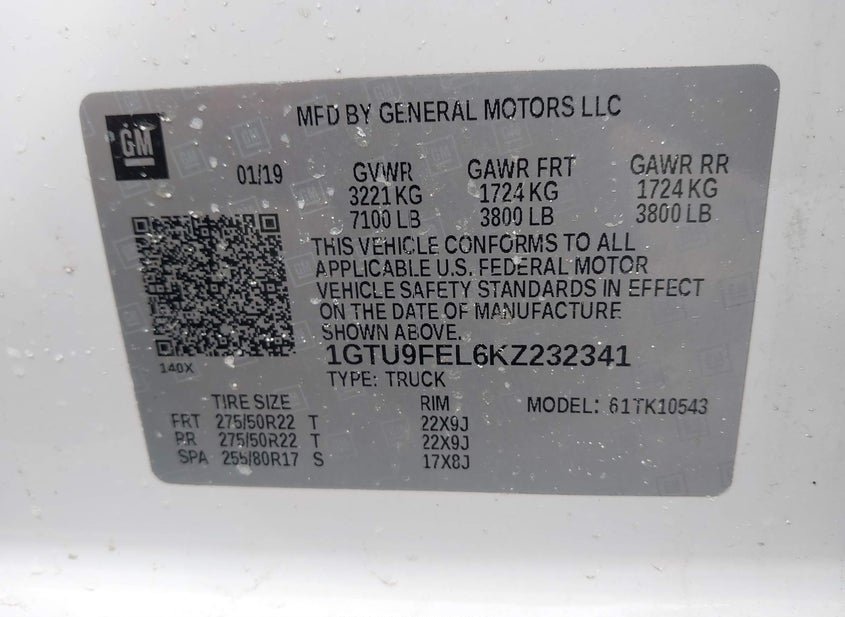 MFD BY GENERAL MOTORS LLC
GM
01/19 GVWR GAWR FRT GAWR RR
3221 KG 1724 KG 1724 KG
7100 LB 3800 LB 3800 LB
THIS VEHICLE CONFORMS TO ALL
APPLICABLE U.S. FEDERAL MOTOR
VEHICLE SAFETY STANDARDS IN EFFECT
ON THE DATE OF MANUFACTURE
SHOWN ABOVE.
140X
1GTU9FEL6KZ232341
TYPE: TRUCK
TIRE SIZE RIM MODEL: 61TK10543
FRT 275/50R22 T 22X9J
RR 275/50R22 T 22X9J
SPA 255/80R17 S 17X8J